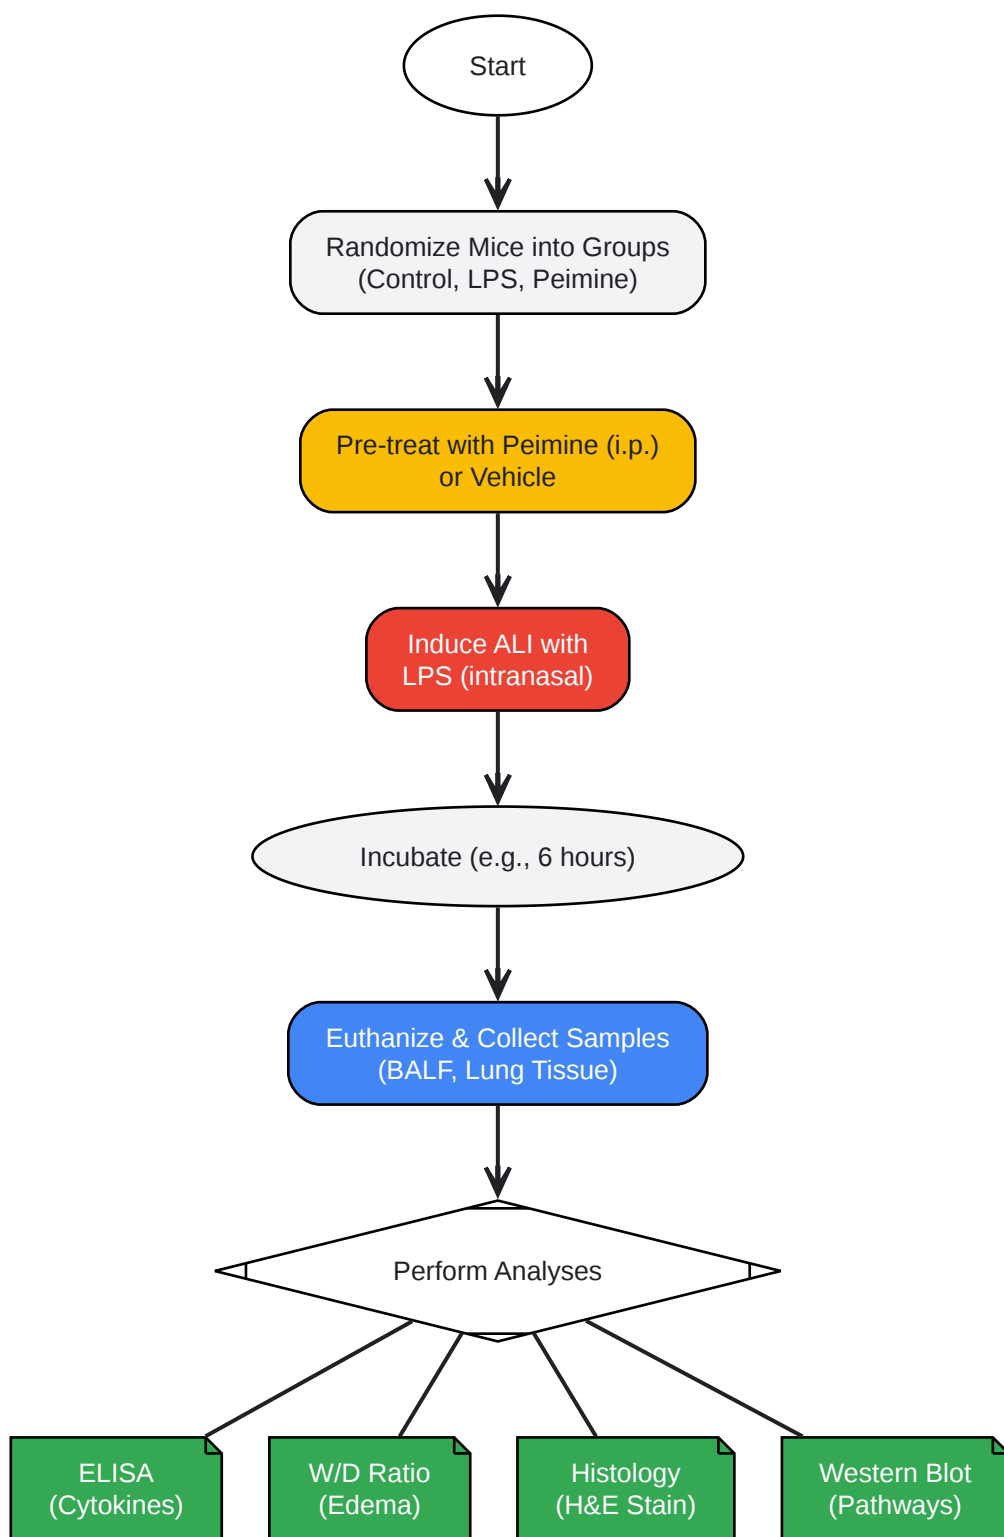 Start
Randomize Mice into Groups
(Control, LPS, Peimine)
Pre-treat with Peimine (i.p.)
or Vehicle
Induce ALI with
LPS (intranasal)
Incubate (e.g., 6 hours)
Euthanize & Collect Samples
(BALF, Lung Tissue)
Perform Analyses
ELISA
(Cytokines)
W/D Ratio
(Edema)
Histology
(H&E Stain)
Western Blot
(Pathways)